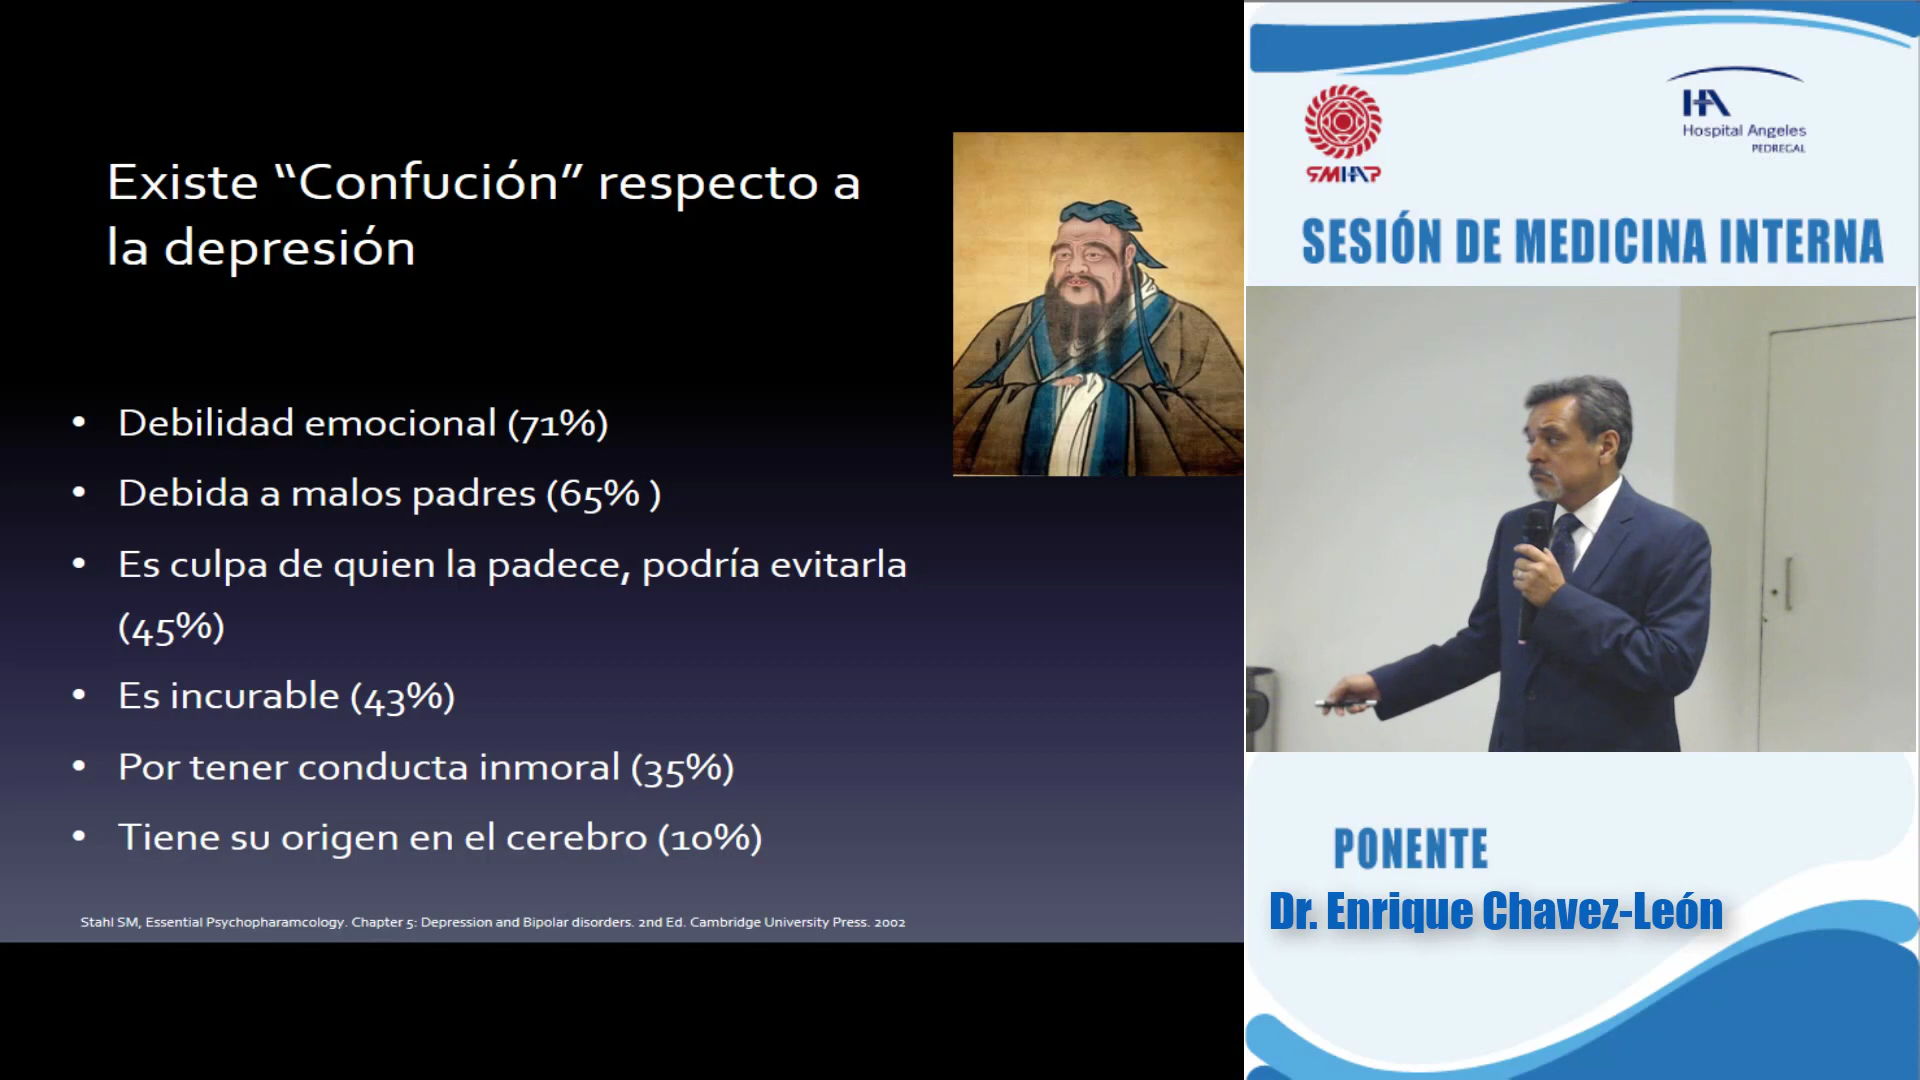 Existe “Confución” respecto a
la depresión
• Debilidad emocional (71%)
• Debida a malos padres (65% )
• Es culpa de quien la padece, podría evitarla
(45%)
• Es incurable (43%)
• Por tener conducta inmoral (35%)
• Tiene su origen en el cerebro (10%)
Stahl SM, Essential Psychopharamcology. Chapter 5: Depression and Bipolar disorders. 2nd Ed. Cambridge University Press. 2002
SMIHAP
HA
Hospital Angeles
PEDREGAL
SESIÓN DE MEDICINA INTERNA
PONENTE
Dr. Enrique Chavez-León